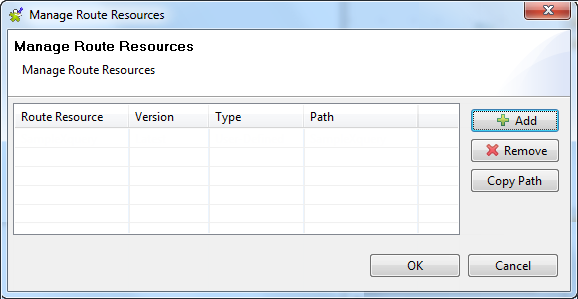 Manage Route Resources
Manage Route Resources
Manage Route Resources
Route Resource Version Type Path
Add
Remove
Copy Path
OK Cancel